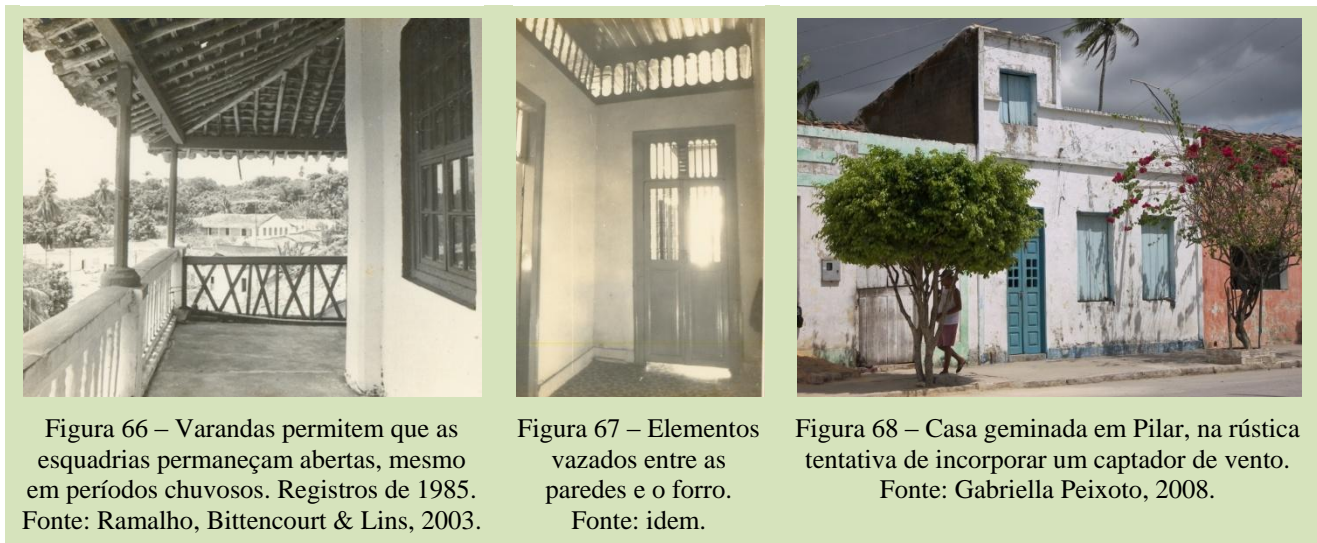 Figura 66 – Varandas permitem que as
esquadrias permaneçam abertas, mesmo
em períodos chuvosos. Registros de 1985.
Fonte: Ramalho, Bittencourt & Lins, 2003.
Figura 67 – Elementos
vazados entre as
paredes e o forro.
Fonte: idem.
Figura 68 – Casa geminada em Pilar, na rústica
tentativa de incorporar um captador de vento.
Fonte: Gabriella Peixoto, 2008.